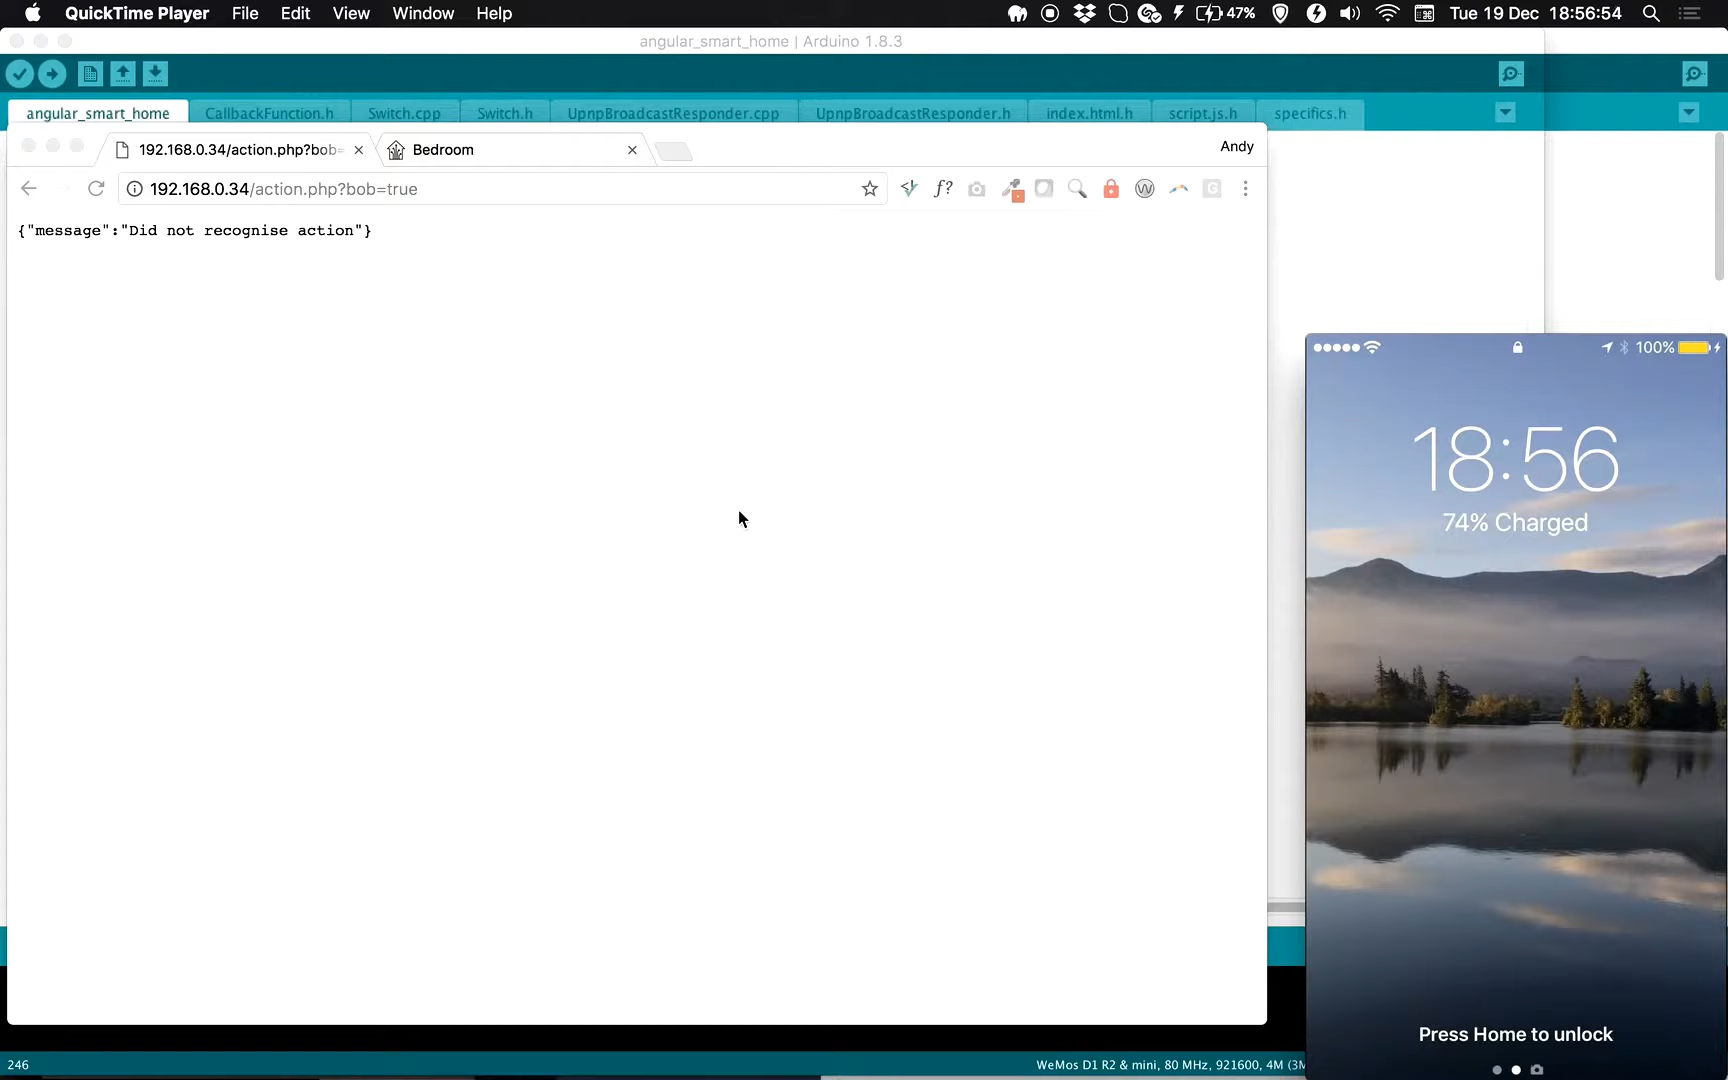 QuickTime Player File Edit View Window Help 47% Tue 19 Dec 18:56:54
angular_smart_home | Arduino 1.8.3
angular_smart_home CallbackFunction.h Switch.cpp Switch.h UpnpBroadcastResponder.cpp UpnpBroadcastResponder.h index.html.h script.js.h specifics.h
192.168.0.34/action.php?bob= Bedroom Andy
192.168.0.34/action.php?bob=true f?
{"message":"Did not recognise action"}
100%
18:56
74% Charged
Press Home to unlock
246 WeMos D1 R2 & mini, 80 MHz, 921600, 4M (3M